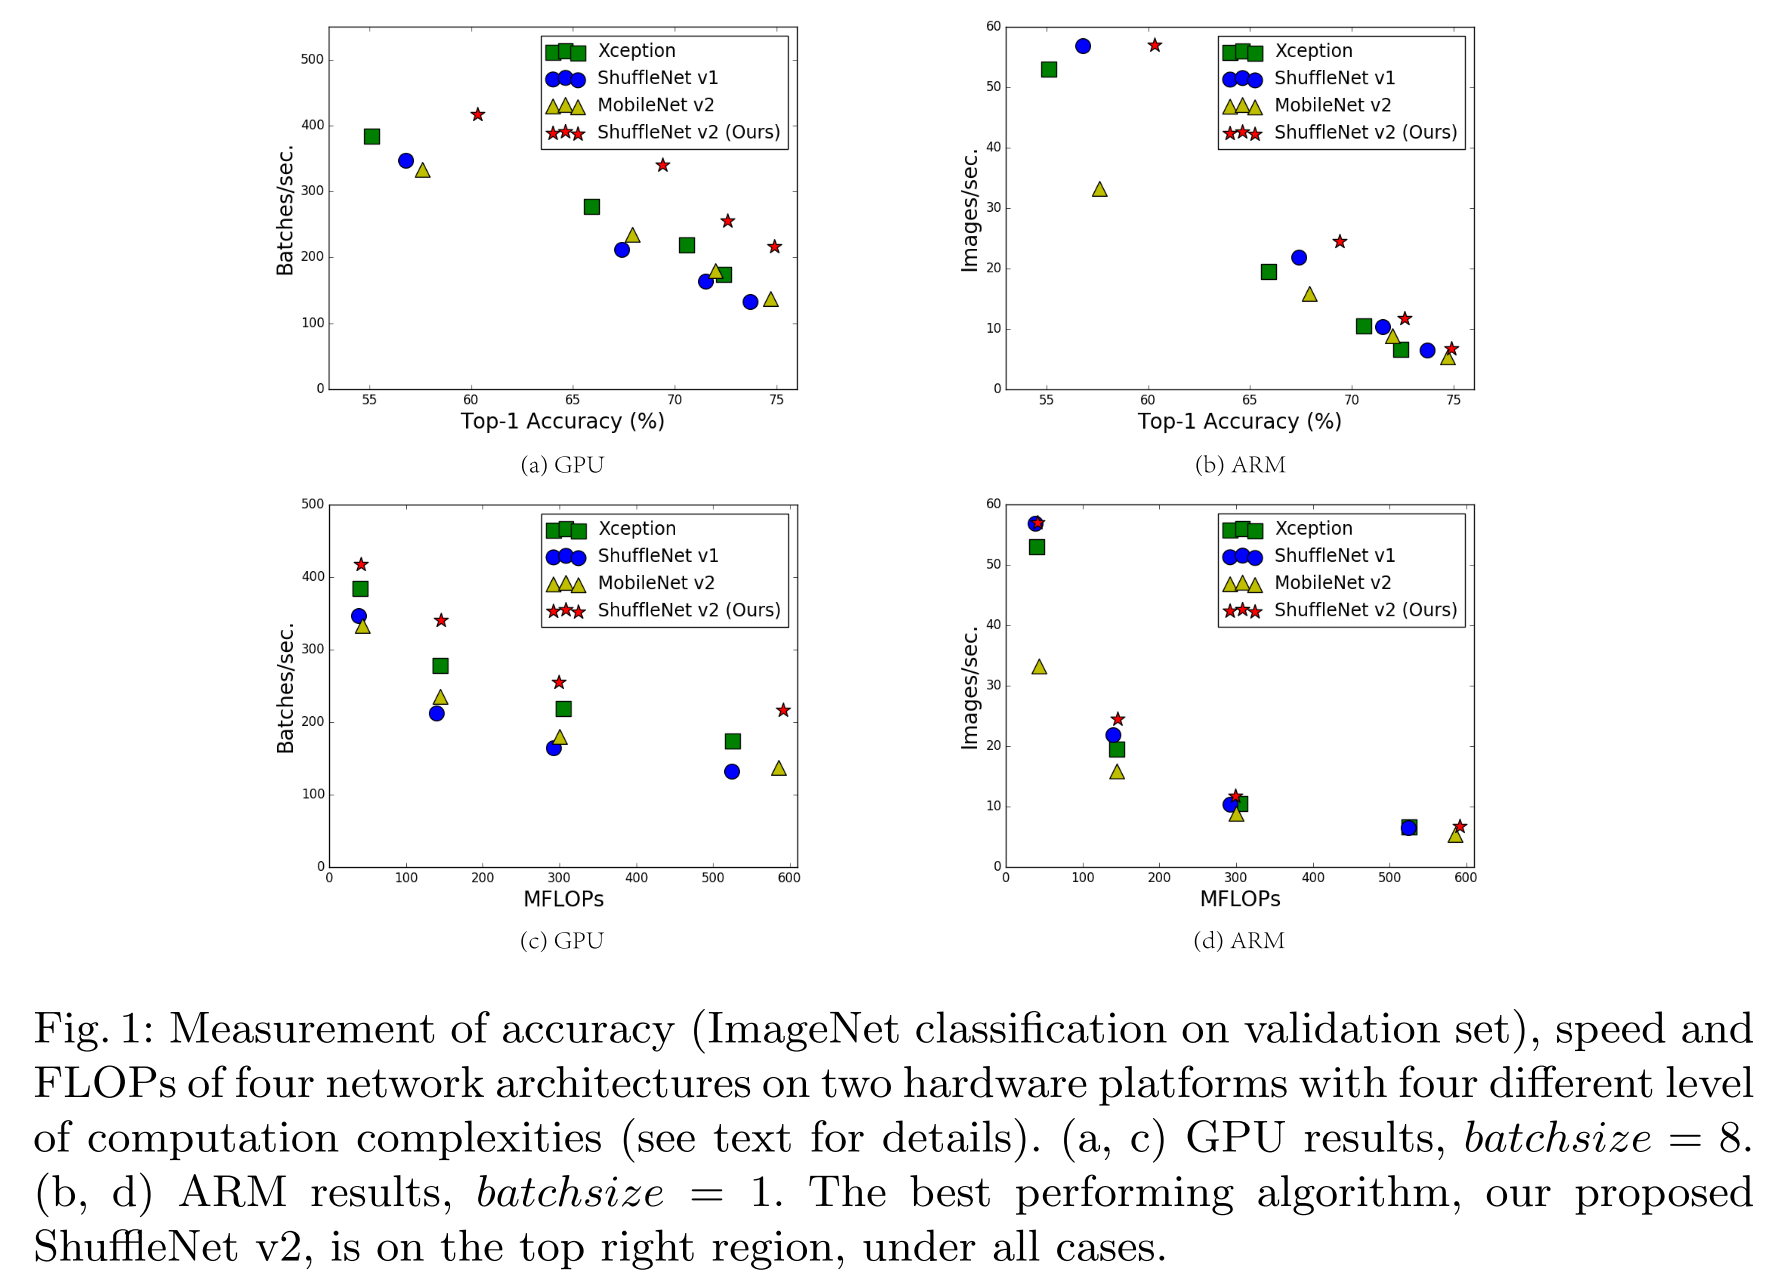 500
400
300
200
100
0
Batches/sec.
Xception
ShuffleNet v1
MobileNet v2
ShuffleNet v2 (Ours)
55 60 65 70 75
Top-1 Accuracy (%)
(a) GPU
60
50
40
30
20
10
0
Images/sec.
Xception
ShuffleNet v1
MobileNet v2
ShuffleNet v2 (Ours)
55 60 65 70 75
Top-1 Accuracy (%)
(b) ARM
500
400
300
200
100
0
Batches/sec.
Xception
ShuffleNet v1
MobileNet v2
ShuffleNet v2 (Ours)
0 100 200 300 400 500 600
MFLOPs
(c) GPU
60
50
40
30
20
10
0
Images/sec.
Xception
ShuffleNet v1
MobileNet v2
ShuffleNet v2 (Ours)
0 100 200 300 400 500 600
MFLOPs
(d) ARM
Fig. 1: Measurement of accuracy (ImageNet classification on validation set), speed and
FLOPs of four network architectures on two hardware platforms with four different level
of computation complexities (see text for details). (a, c) GPU results, batchsize = 8.
(b, d) ARM results, batchsize = 1. The best performing algorithm, our proposed
ShuffleNet v2, is on the top right region, under all cases.